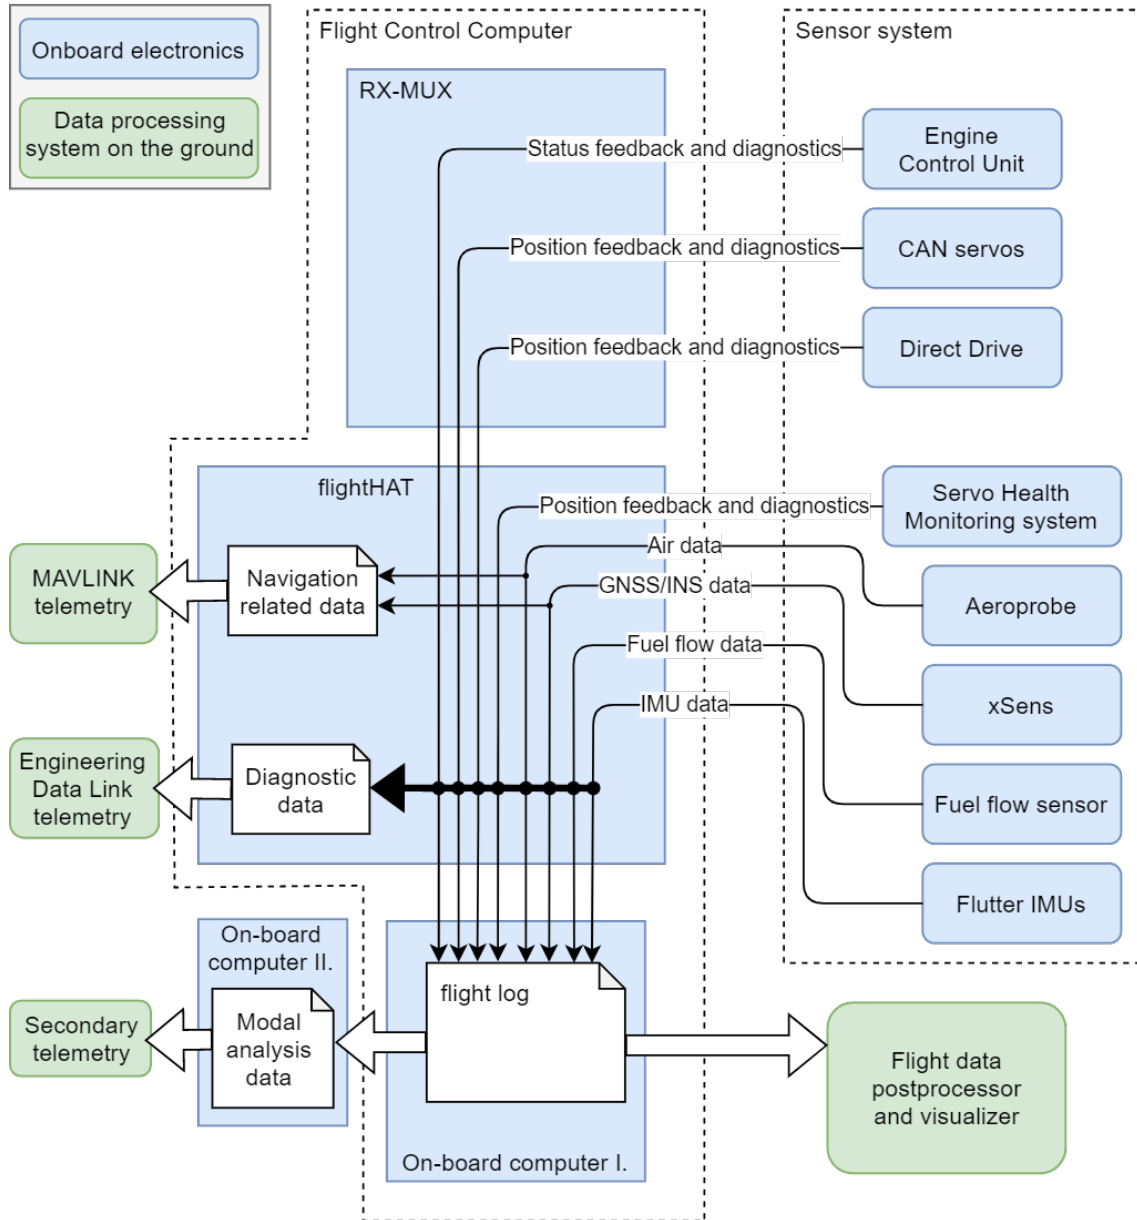 Onboard electronics
Data processing
system on the ground
Flight Control Computer
Sensor system
RX-MUX
Status feedback and diagnostics
Engine
Control Unit
Position feedback and diagnostics
CAN servos
Position feedback and diagnostics
Direct Drive
flightHAT
Position feedback and diagnostics
Servo Health
Monitoring system
Air data
Aeroprobe
MAVLINK
telemetry
Navigation
related data
GNSS/INS data
xSens
Fuel flow data
Fuel flow sensor
IMU data
Flutter IMUs
Engineering
Data Link
telemetry
Diagnostic
data
On-board
computer II.
Secondary
telemetry
Modal
analysis
data
flight log
On-board computer I.
Flight data
postprocessor
and visualizer